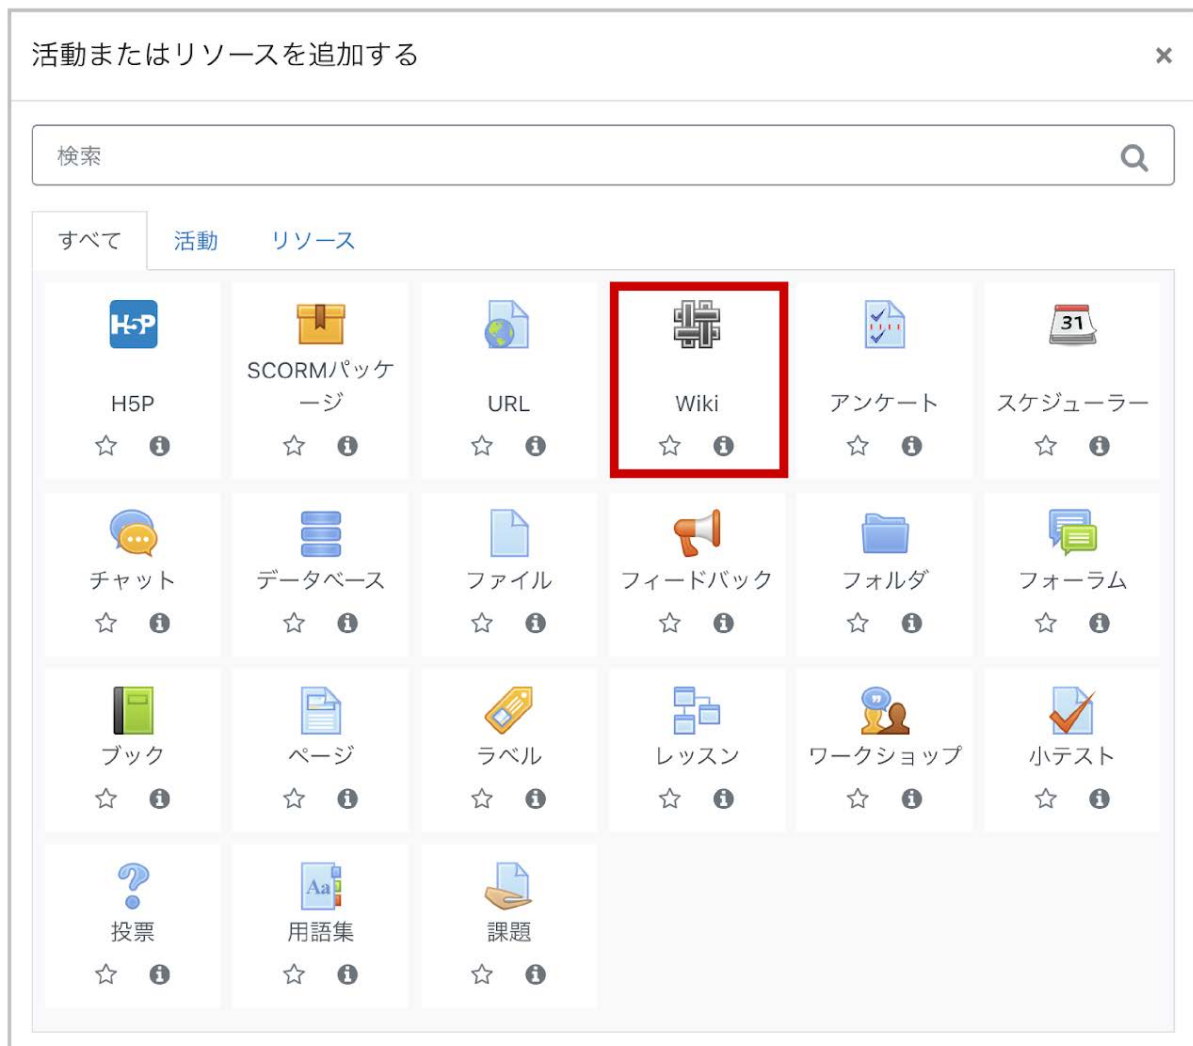 活動またはリソースを追加する
×
検索
すべて 活動 リソース
H5P
31
SCORMパッケ
ージ
H5P
URL
Wiki
アンケート
スケジューラー
チャット
データベース
ファイル
フィードバック
フォルダ
フォーラム
ブック
ページ
ラベル
レッスン
ワークショップ
小テスト
Aa
投票
用語集
課題